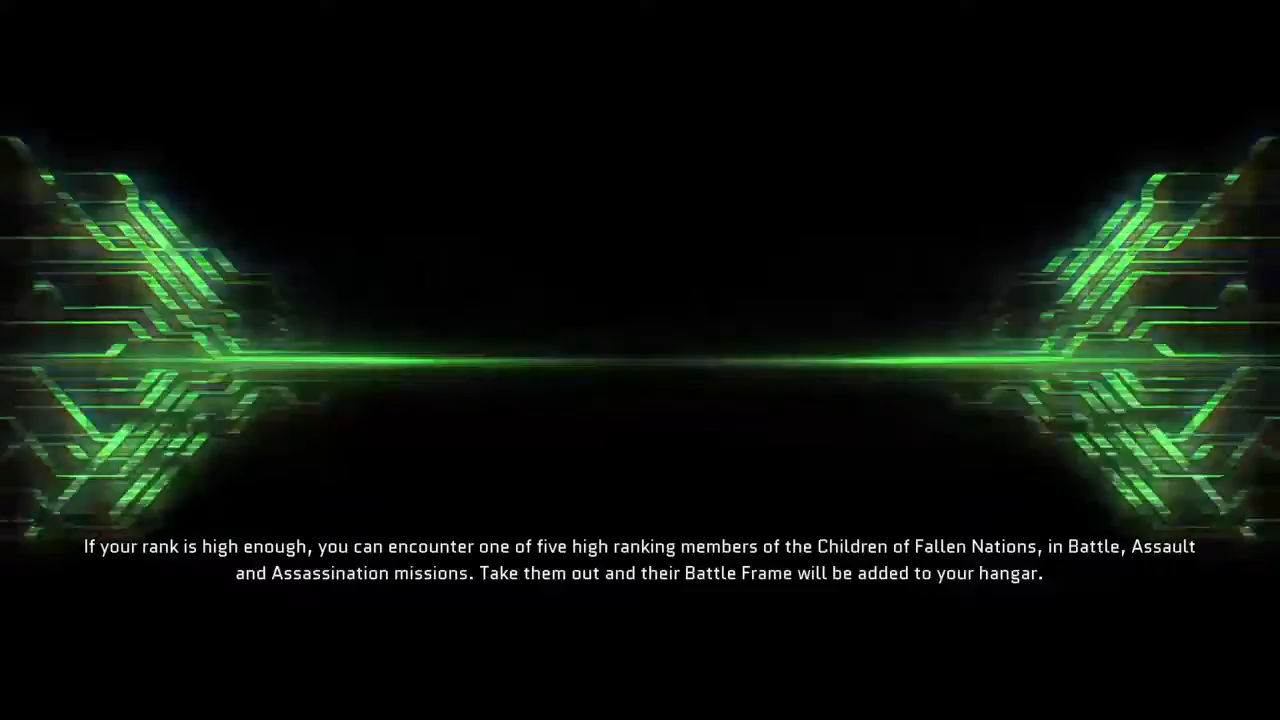 If your rank is high enough, you can encounter one of five high ranking members of the Children of Fallen Nations, in Battle, Assault
and Assassination missions. Take them out and their Battle Frame will be added to your hangar.